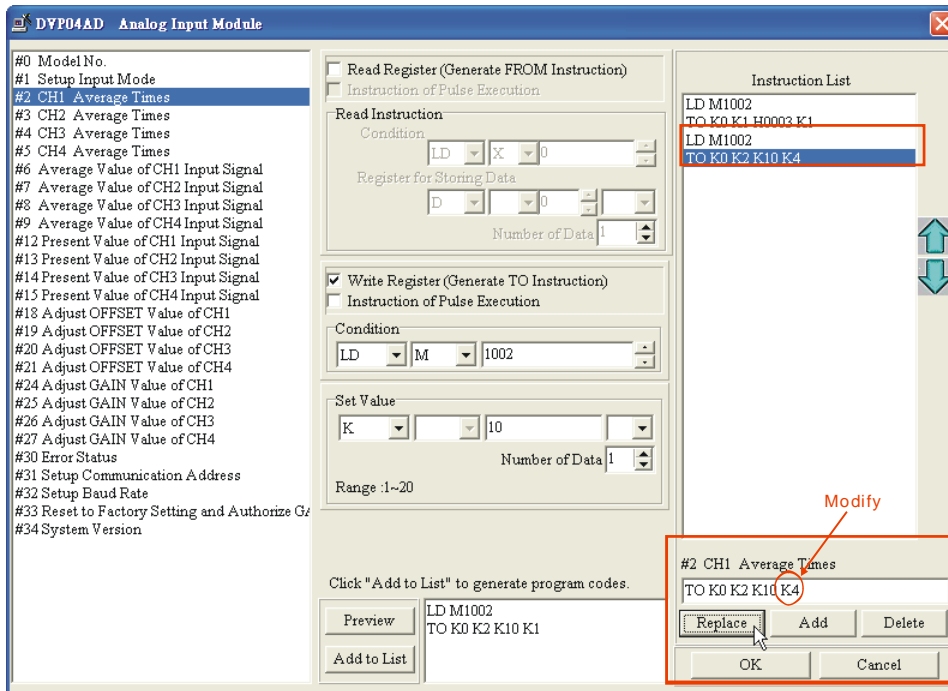 DVP04AD Analog Input Module
#0 Model No.
#1 Setup Input Mode
#2 CH1 Average Times
#3 CH2 Average Times
#4 CH3 Average Times
#5 CH4 Average Times
#6 Average Value of CH1 Input Signal
#7 Average Value of CH2 Input Signal
#8 Average Value of CH3 Input Signal
#9 Average Value of CH4 Input Signal
#12 Present Value of CH1 Input Signal
#13 Present Value of CH2 Input Signal
#14 Present Value of CH3 Input Signal
#15 Present Value of CH4 Input Signal
#18 Adjust OFFSET Value of CH1
#19 Adjust OFFSET Value of CH2
#20 Adjust OFFSET Value of CH3
#21 Adjust OFFSET Value of CH4
#24 Adjust GAIN Value of CH1
#25 Adjust GAIN Value of CH2
#26 Adjust GAIN Value of CH3
#27 Adjust GAIN Value of CH4
#30 Error Status
#31 Setup Communication Address
#32 Setup Baud Rate
#33 Reset to Factory Setting and Authorize GA
#34 System Version
Read Register (Generate FROM Instruction)
Instruction of Pulse Execution
Read Instruction
Condition
LD X 0
Register for Storing Data
D 0
Number of Data 1
Write Register (Generate TO Instruction)
Instruction of Pulse Execution
Condition
LD M 1002
Set Value
K 10
Number of Data 1
Range :1~20
Click "Add to List" to generate program codes.
Preview
Add to List
LD M1002
TO K0 K2 K10 K1
Instruction List
LD M1002
TO K0 K1 H0003 K1
LD M1002
TO K0 K2 K10 K4
Modify
#2 CH1 Average Times
TO K0 K2 K10 K4
Replace Add Delete
OK Cancel